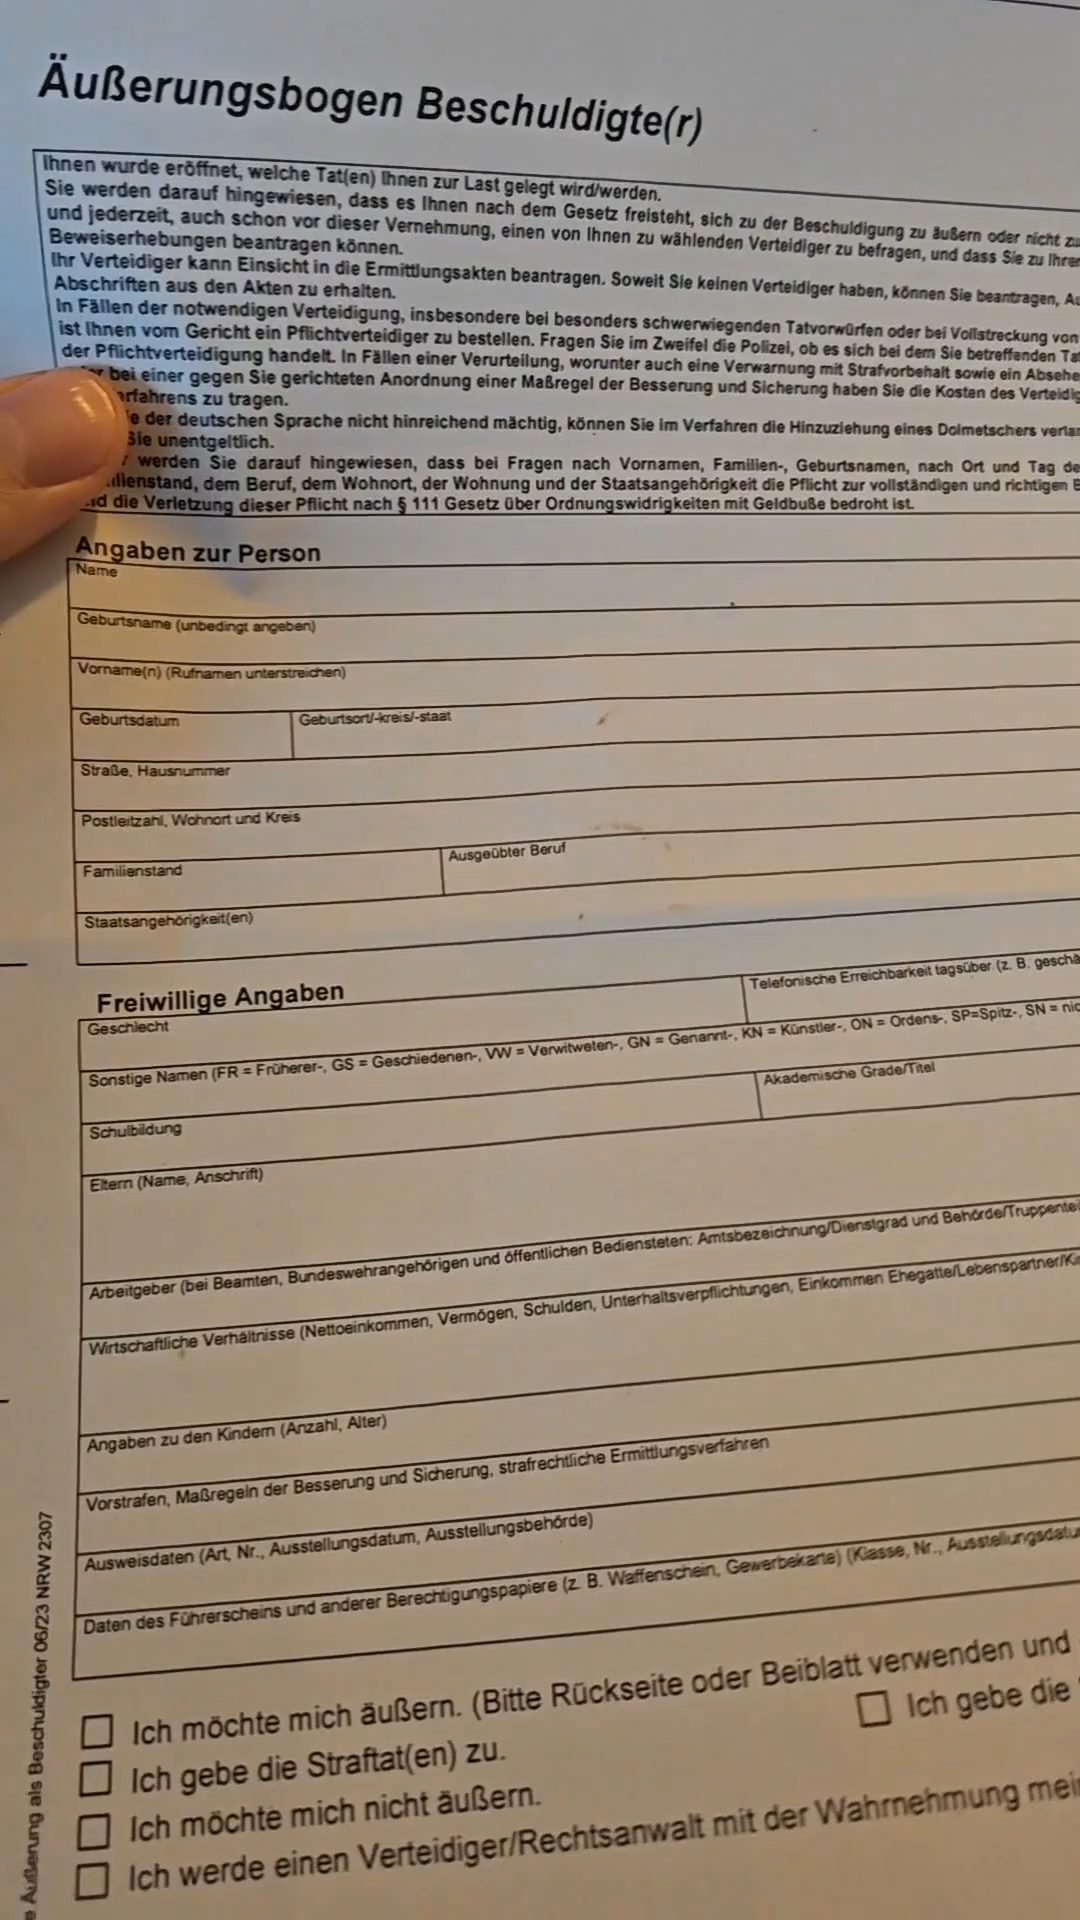 Äußerungsbogen Beschuldigte(r)
Ihnen wurde eröffnet, welche Tat(en) Ihnen zur Last gelegt wird/werden.
Sie werden darauf hingewiesen, dass es Ihnen nach dem Gesetz freisteht, sich zu der Beschuldigung zu äußern oder nicht
und jederzeit, auch schon vor dieser Vernehmung, einen von Ihnen zu wählenden Verteidiger zu befragen, und dass Sie zu Ihrer
Beweiserhebungen beantragen können.
Ihr Verteidiger kann Einsicht in die Ermittlungsakten beantragen. Soweit Sie keinen Verteidiger haben, können Sie beantragen,
Abschriften aus den Akten zu erhalten.
In Fällen der notwendigen Verteidigung, insbesondere bei besonders schwerwiegenden Tatvorwürfen oder bei Vollstreckung von
ist Ihnen vom Gericht ein Pflichtverteidiger zu bestellen. Fragen Sie im Zweifel die Polizei, ob es sich bei dem Sie betreffenden
der Pflichtverteidigung handelt. In Fällen einer Verurteilung, worunter auch eine Verwarnung mit Strafvorbehalt sowie ein
bei einer gegen Sie gerichteten Anordnung einer Maßregel der Besserung und Sicherung haben Sie die Kosten des
rfahrens zu tragen.
e der deutschen Sprache nicht hinreichend mächtig, können Sie im Verfahren die Hinzuziehung eines Dolmetschers
Sie unentgeltlich.
werden Sie darauf hingewiesen, dass bei Fragen nach Vornamen, Familien-, Geburtsnamen, nach Ort und Tag
lienstand, dem Beruf, dem Wohnort, der Wohnung und der Staatsangehörigkeit die Pflicht zur vollständigen und richtigen
nd die Verletzung dieser Pflicht nach § 111 Gesetz über Ordnungswidrigkeiten mit Geldbuße bedroht ist.
Angaben zur Person
Name
Geburtsname (unbedingt angeben)
Vorname(n) (Rufnamen unterstreichen)
Geburtsdatum Geburtsort/-kreis/-staat
Straße, Hausnummer
Postleitzahl, Wohnort und Kreis
Familienstand Ausgeübter Beruf
Staatsangehörigkeit(en)
Freiwillige Angaben
Geschlecht Telefonische Erreichbarkeit tagsüber (z. B. geschä
Sonstige Namen (FR = Früherer-, GS = Geschiedenen-, VW = Verwitweten-, GN = Genannt-, KN = Künstler-, ON = Ordens-, SP=Spitz-, SN = nic
Schulbildung Akademische Grade/Titel
Eltern (Name, Anschrift)
Arbeitgeber (bei Beamten, Bundeswehrangehörigen und öffentlichen Bediensteten: Amtsbezeichnung/Dienstgrad und Behörde/Truppentei
Wirtschaftliche Verhältnisse (Nettoeinkommen, Vermögen, Schulden, Unterhaltsverpflichtungen, Einkommen Ehegatte/Lebenspartner/Ki
Angaben zu den Kindern (Anzahl, Alter)
Vorstrafen, Maßregeln der Besserung und Sicherung, strafrechtliche Ermittlungsverfahren
Ausweisdaten (Art, Nr., Ausstellungsdatum, Ausstellungsbehörde)
Daten des Führerscheins und anderer Berechtigungspapiere (z. B. Waffenschein, Gewerbekarte) (Klasse, Nr., Ausstellungsdatu
Ich möchte mich äußern. (Bitte Rückseite oder Beiblatt verwenden und
Ich gebe die Straftat(en) zu. Ich gebe die
Ich möchte mich nicht äußern.
Ich werde einen Verteidiger/Rechtsanwalt mit der Wahrnehmung mei
Äußerung als Beschuldigter 06/23 NRW 2307